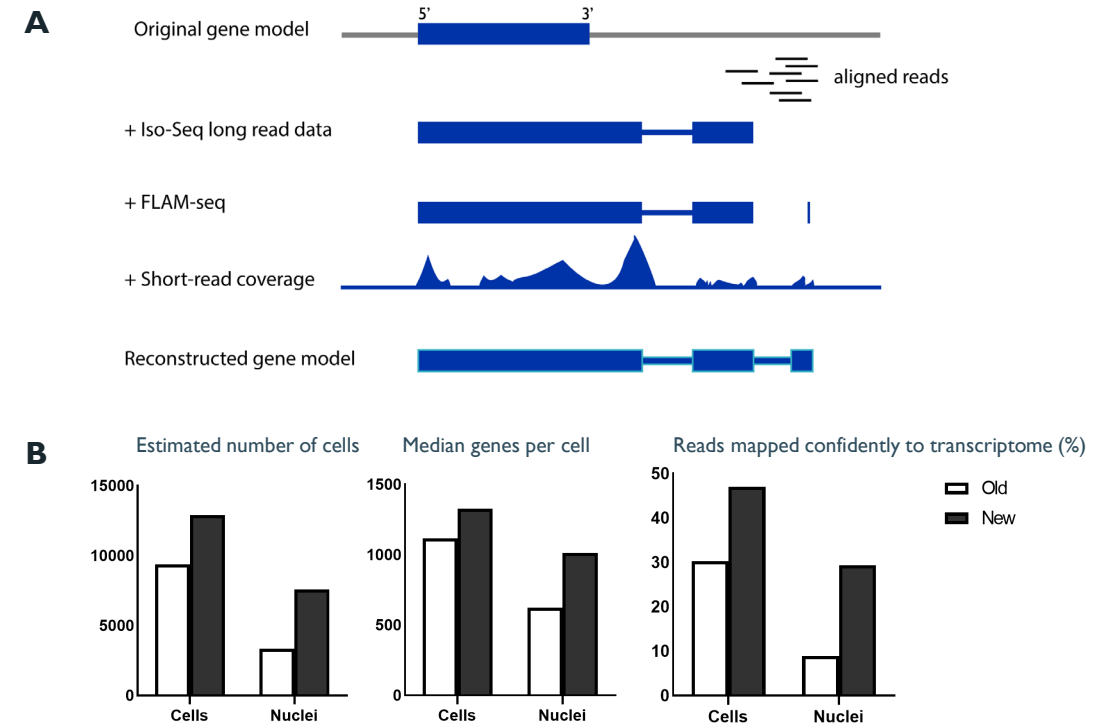 A
5’ 3’
Original gene model
aligned reads
+ Iso-Seq long read data
+ FLAM-seq
+ Short-read coverage
Reconstructed gene model
B
Estimated number of cells
15000
10000
5000
0
Cells Nuclei
Median genes per cell
1500
1000
500
0
Cells Nuclei
Reads mapped confidently to transcriptome (%)
50
40
30
20
10
0
Cells Nuclei
Old
New